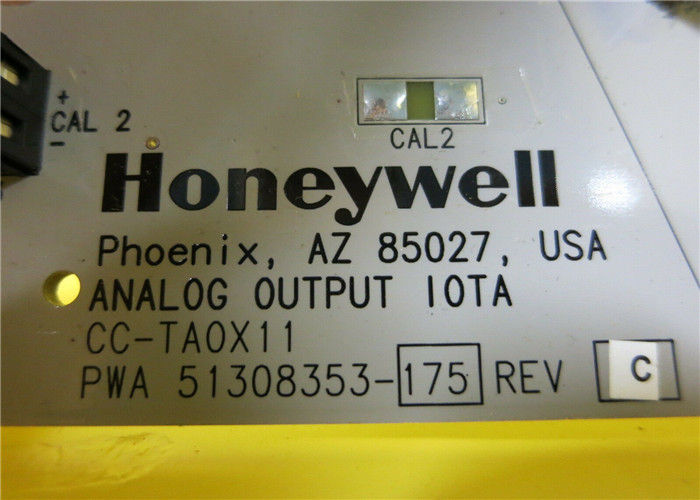 +
CAL 2
-
CAL2
Honeywell
Phoenix, AZ 85027, USA
ANALOG OUTPUT IOTA
CC-TAOX11
PWA 51308353-175 REV C